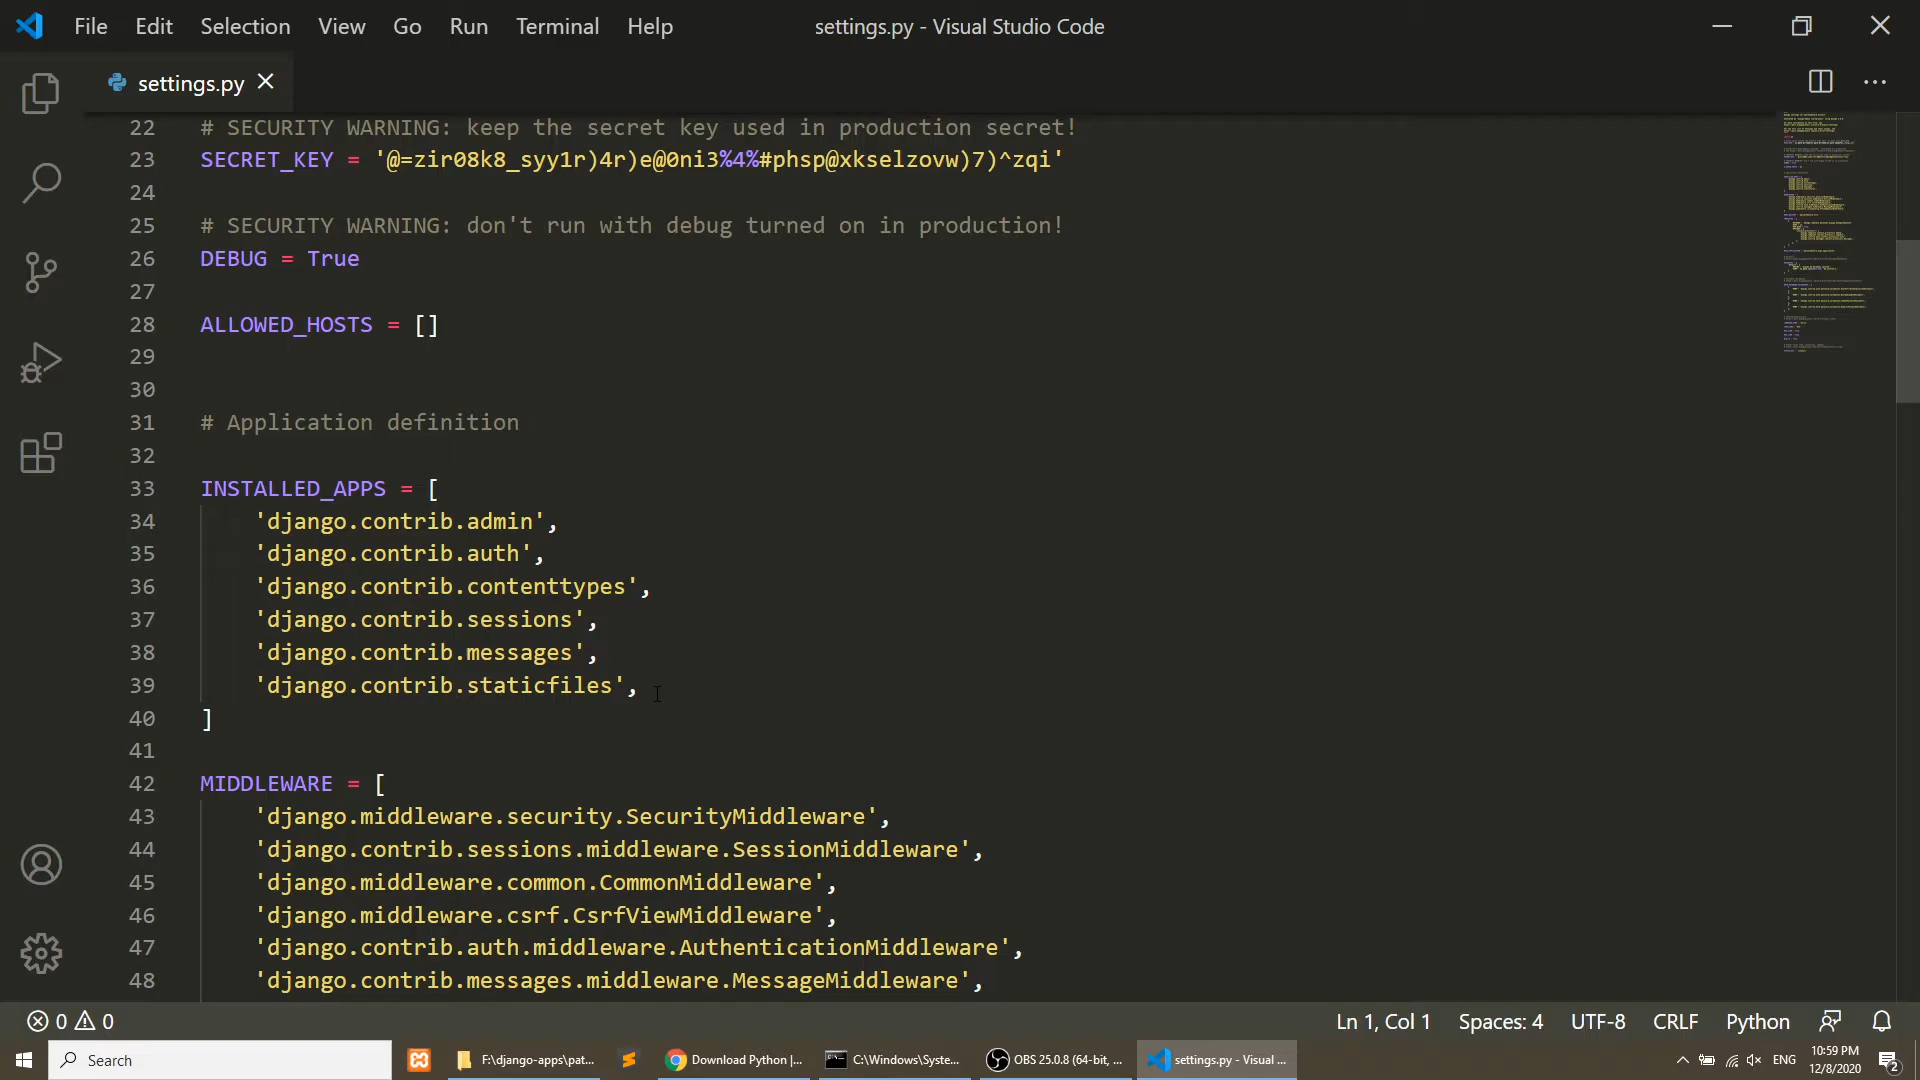 File Edit Selection View Go Run Terminal Help settings.py - Visual Studio Code
settings.py
22 # SECURITY WARNING: keep the secret key used in production secret!
23 SECRET_KEY = '@=zir08k8_syy1r)4r)e@0ni3%4%#phsp@xkselzovw)7)^zqi'
24
25 # SECURITY WARNING: don't run with debug turned on in production!
26 DEBUG = True
27
28 ALLOWED_HOSTS = []
29
30
31 # Application definition
32
33 INSTALLED_APPS = [
34 'django.contrib.admin',
35 'django.contrib.auth',
36 'django.contrib.contenttypes',
37 'django.contrib.sessions',
38 'django.contrib.messages',
39 'django.contrib.staticfiles',
40 ]
41
42 MIDDLEWARE = [
43 'django.middleware.security.SecurityMiddleware',
44 'django.contrib.sessions.middleware.SessionMiddleware',
45 'django.middleware.common.CommonMiddleware',
46 'django.middleware.csrf.CsrfViewMiddleware',
47 'django.contrib.auth.middleware.AuthenticationMiddleware',
48 'django.contrib.messages.middleware.MessageMiddleware',
0 0 Ln 1, Col 1 Spaces: 4 UTF-8 CRLF Python
Search F:\django-apps\pat... Download Python |... C:\Windows\Syste... OBS 25.0.8 (64-bit, ... settings.py - Visual ... ENG 10:59 PM
12/8/2020 2